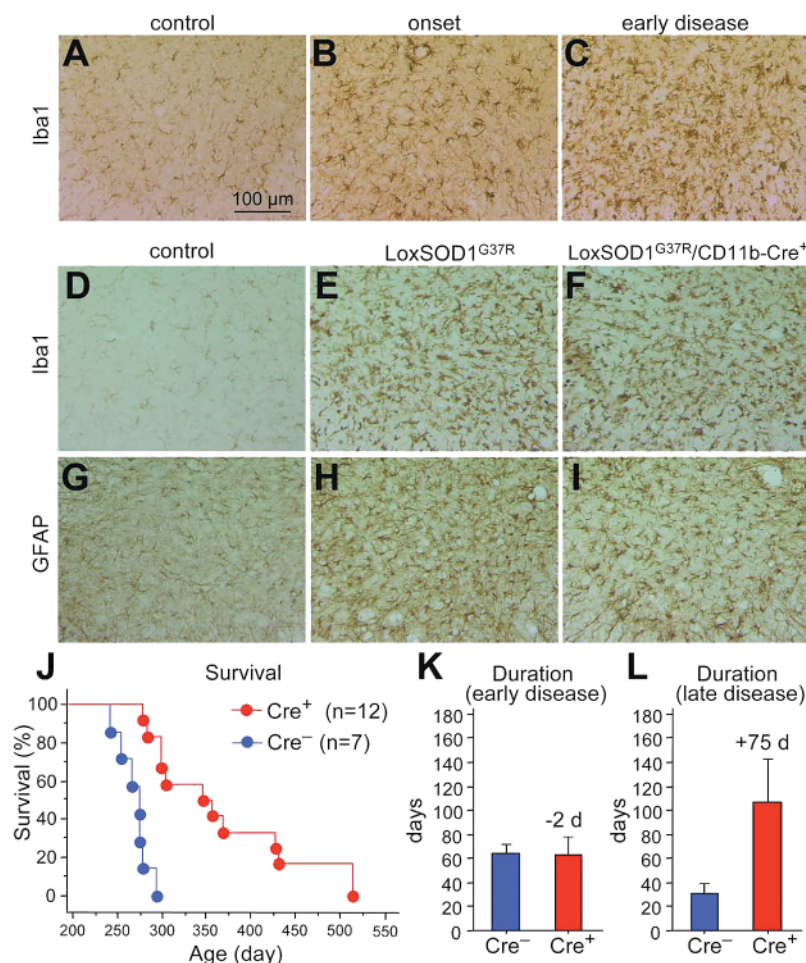 control onset early disease
A B C
Iba1
100 µm
control LoxSOD1G37R LoxSOD1G37R/CD11b-Cre+
D E F
Iba1
G H I
GFAP
J Survival
Cre+ (n=12)
Cre− (n=7)
Survival (%)
100
80
60
40
20
0
200 250 300 350 400 450 500 550
Age (day)
K Duration
(early disease)
180
160
140
120
100
80
60
40
20
0
days
-2 d
Cre− Cre+
L Duration
(late disease)
180
160
140
120
100
80
60
40
20
0
days
+75 d
Cre− Cre+